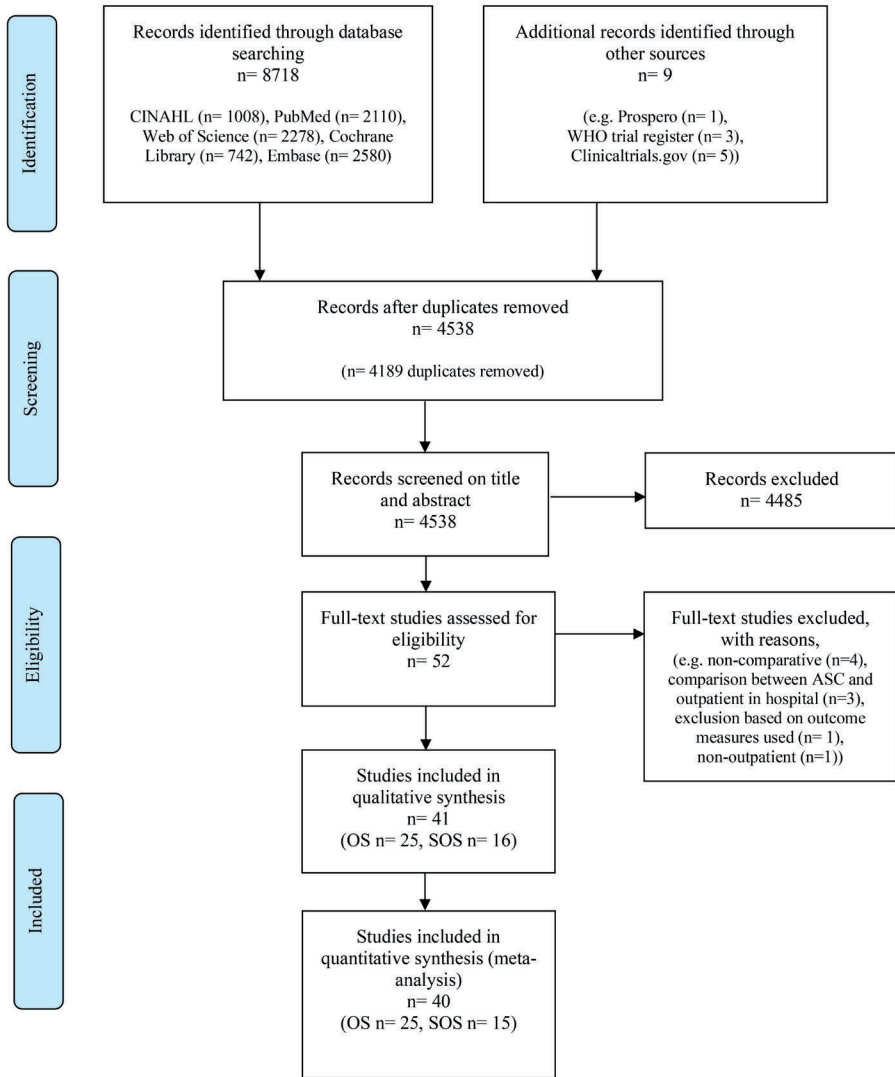 Identification
Records identified through database
searching
n= 8718
CINAHL (n= 1008), PubMed (n= 2110),
Web of Science (n= 2278), Cochrane
Library (n= 742), Embase (n= 2580)
Additional records identified through
other sources
n= 9
(e.g. Prospero (n= 1),
WHO trial register (n= 3),
Clinicaltrials.gov (n= 5))
Screening
Records after duplicates removed
n= 4538
(n= 4189 duplicates removed)
Records screened on title
and abstract
n= 4538
Records excluded
n= 4485
Eligibility
Full-text studies assessed for
eligibility
n= 52
Full-text studies excluded,
with reasons,
(e.g. non-comparative (n=4),
comparison between ASC and
outpatient in hospital (n=3),
exclusion based on outcome
measures used (n= 1),
non-outpatient (n=1))
Included
Studies included in
qualitative synthesis
n= 41
(OS n= 25, SOS n= 16)
Studies included in
quantitative synthesis (meta-
analysis)
n= 40
(OS n= 25, SOS n= 15)